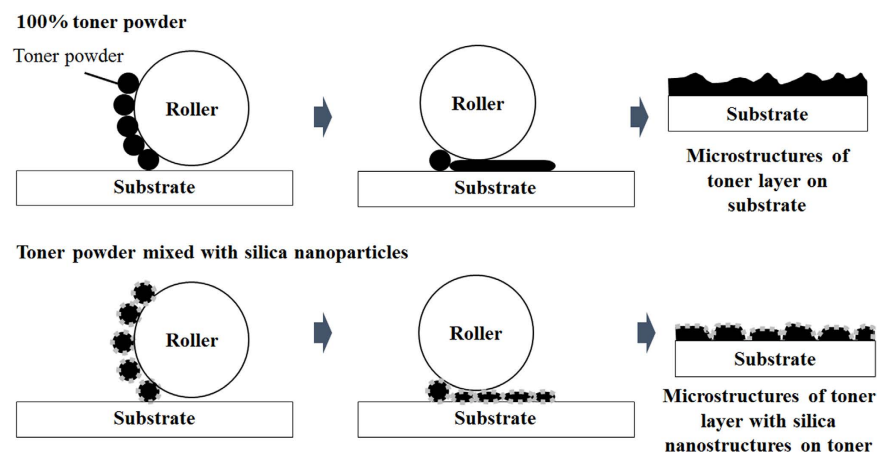 100% toner powder
Toner powder
Roller
Roller
Substrate
Substrate
Substrate
Microstructures of
toner layer on
substrate
Toner powder mixed with silica nanoparticles
Roller
Roller
Substrate
Substrate
Substrate
Microstructures of toner
layer with silica
nanostructures on toner